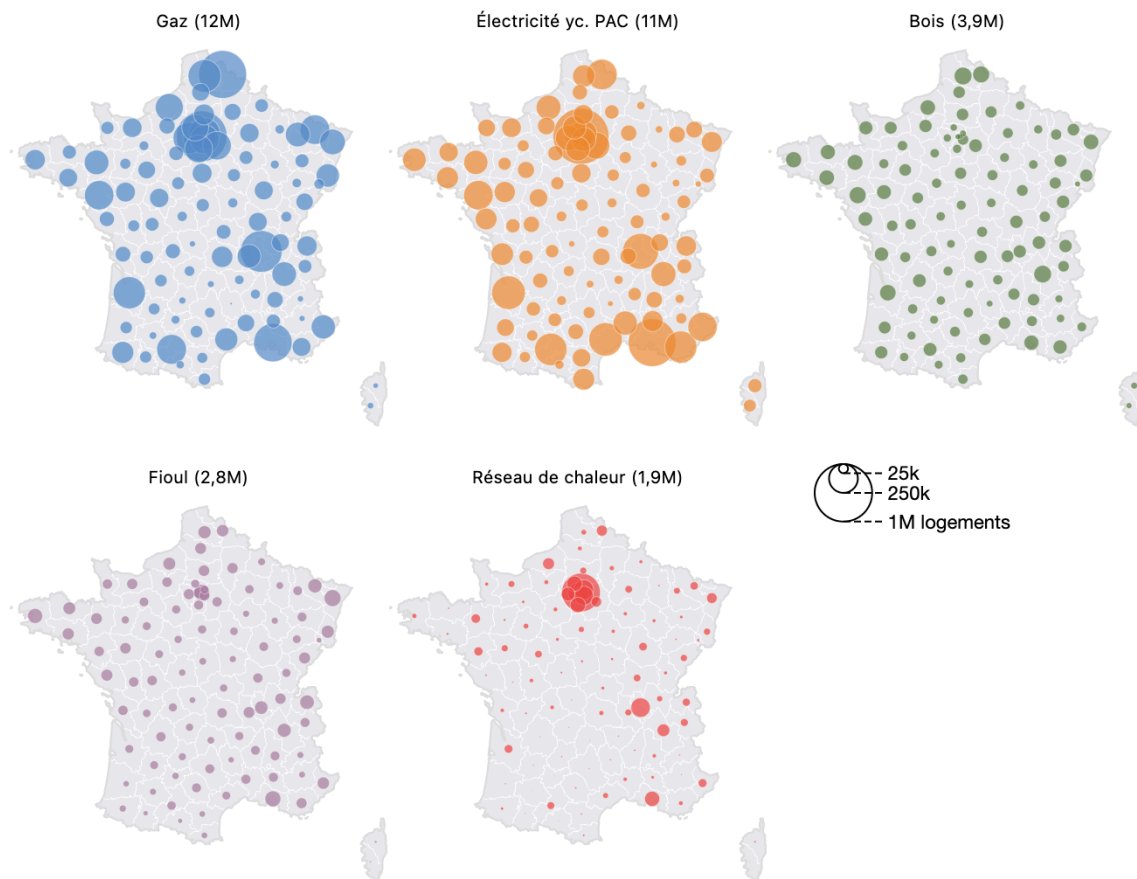 Gaz (12M)
Électricité yc. PAC (11M)
Bois (3,9M)
Fioul (2,8M)
Réseau de chaleur (1,9M)
25k
250k
1M logements